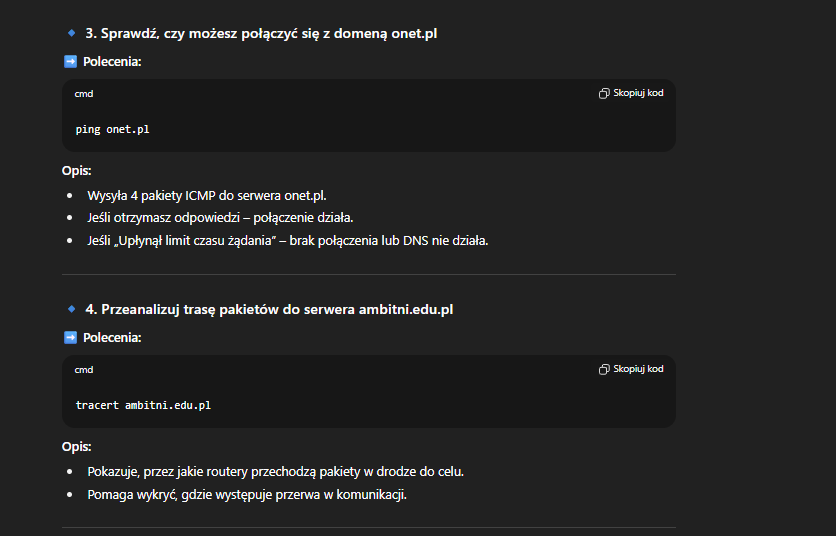 3. Sprawdź, czy możesz połączyć się z domeną onet.pl
Polecenia:
cmd
Skopiuj kod
ping onet.pl
Opis:
Wysyła 4 pakiety ICMP do serwera onet.pl.
Jeśli otrzymasz odpowiedzi – połączenie działa.
Jeśli „Upłynął limit czasu żądania” – brak połączenia lub DNS nie działa.
4. Przeanalizuj trasę pakietów do serwera ambitni.edu.pl
Polecenia:
cmd
Skopiuj kod
tracert ambitni.edu.pl
Opis:
Pokazuje, przez jakie routery przechodzą pakiety w drodze do celu.
Pomaga wykryć, gdzie występuje przerwa w komunikacji.